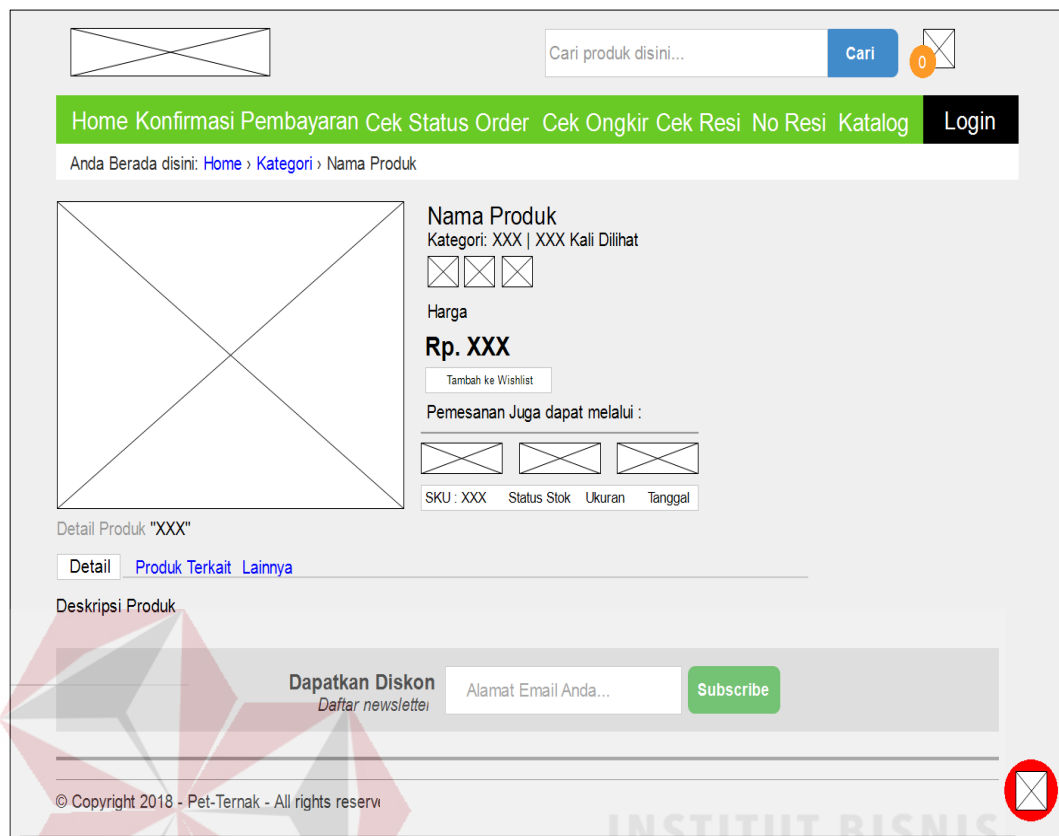 Cari produk disini...
Cari
0
Home Konfirmasi Pembayaran Cek Status Order Cek Ongkir Cek Resi No Resi Katalog Login
Anda Berada disini: Home › Kategori › Nama Produk
Nama Produk
Kategori: XXX | XXX Kali Dilihat
Harga
Rp. XXX
Tambah ke Wishlist
Pemesanan Juga dapat melalui :
SKU : XXX Status Stok Ukuran Tanggal
Detail Produk "XXX"
Detail Produk Terkait Lainnya
Deskripsi Produk
Dapatkan Diskon
Daftar newsletter
Alamat Email Anda...
Subscribe
© Copyright 2018 - Pet-Ternak - All rights reserv
INSTITUT BISNIS